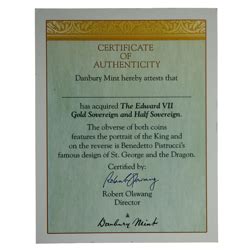 CERTIFICATE
OF
AUTHENTICITY
Danbury Mint hereby attests that
has acquired The Edward VII
Gold Sovereign and Half Sovereign.
The obverse of both coins
features the portrait of the King and
on the reverse is Benedetto Pistrucci's
famous design of St. George and the Dragon.
Certified by:
Robert Olswang
Robert Olswang
Director
Danbury Mint